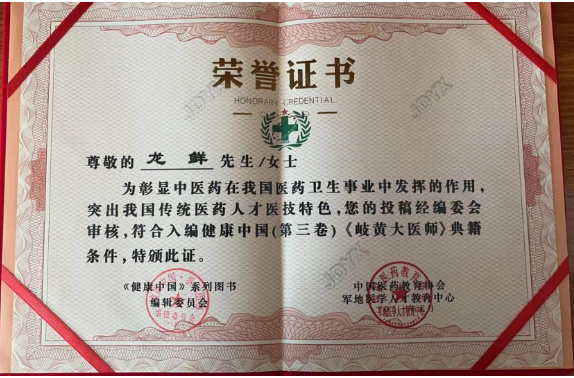 荣誉证书
HONORARY CREDENTIAL
尊敬的 龙鲜 先生/女士
为彰显中医药在我国医药卫生事业中发挥的作用,
突出我国传统医药人才医技特色,您的投稿经编委会
审核,符合入编健康中国(第三卷)《岐黄大医师》典籍
条件,特颁此证。
《健康中国》系列图书
编辑委员会
中国医药教育协会
军地医学人才教育中心
JDYX
JDYX
JDYX
JDYX